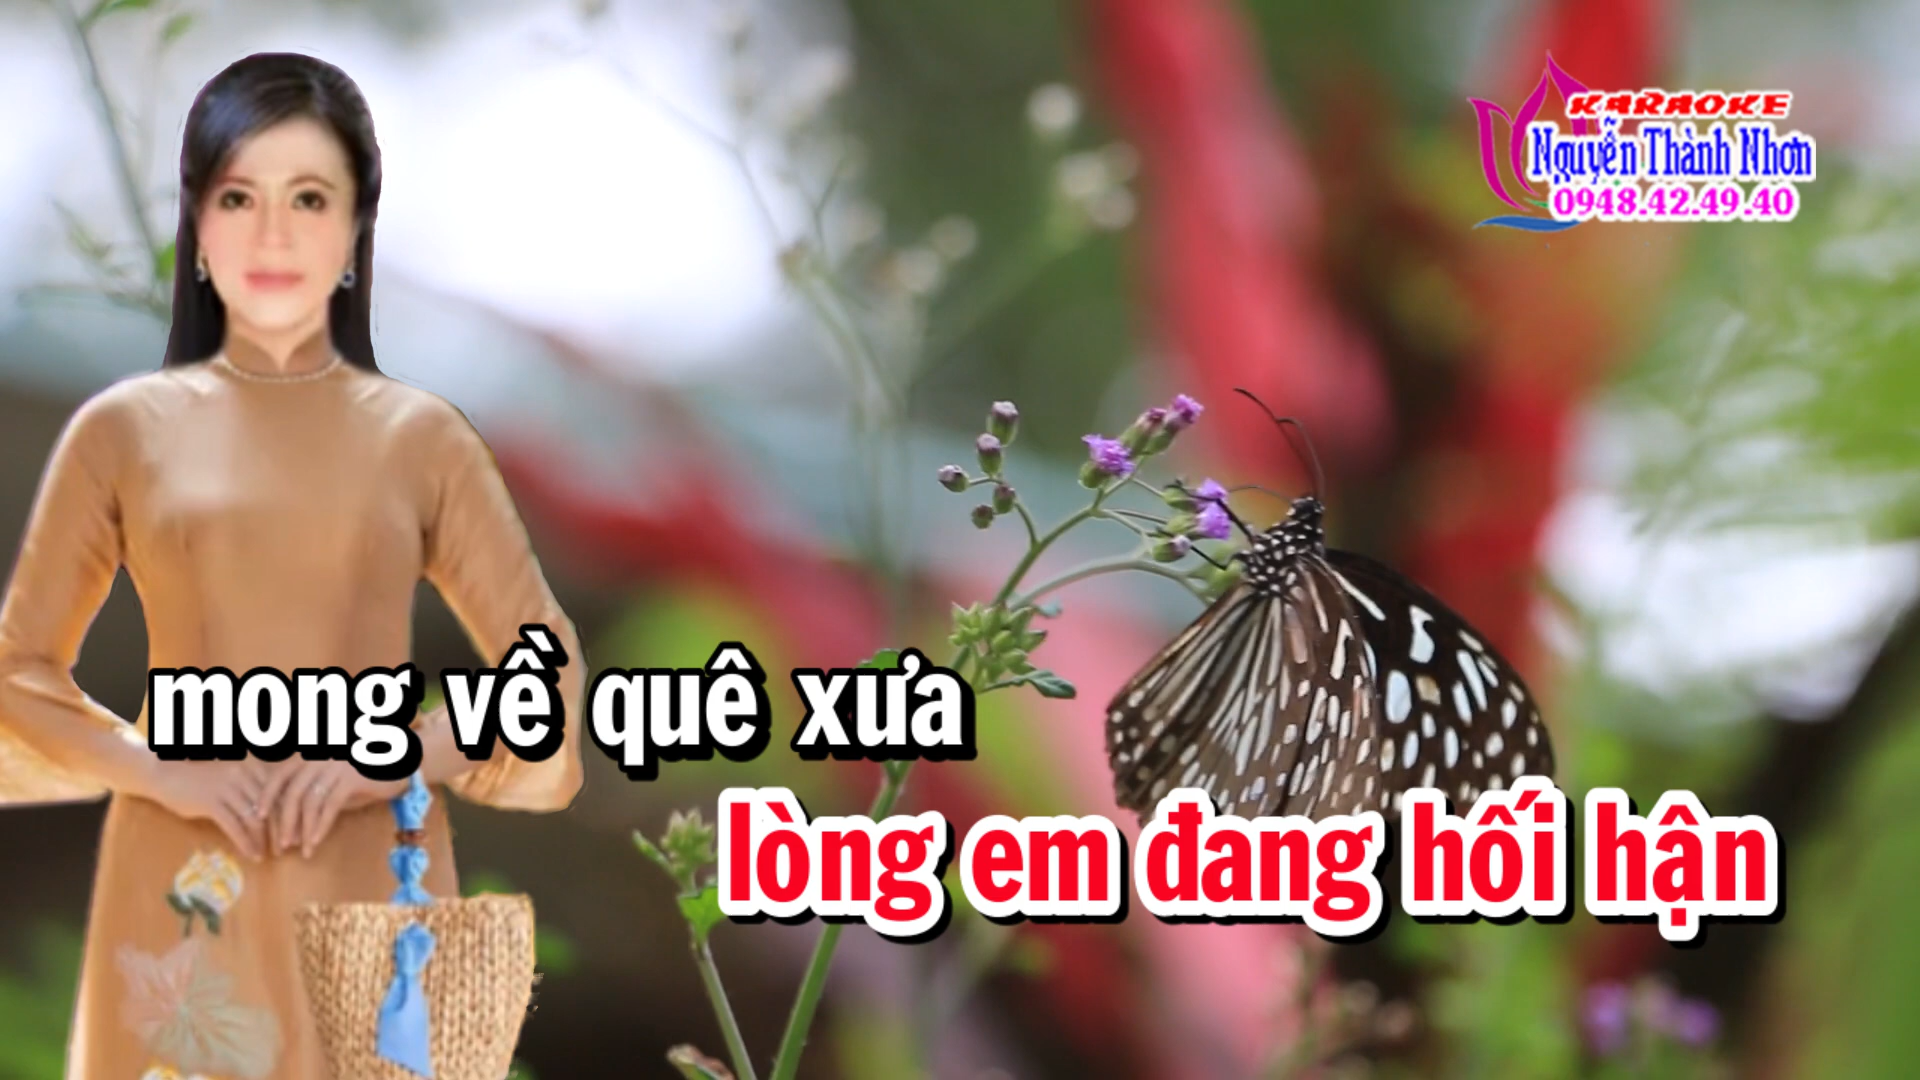 KARAOKE
Nguyễn Thành Nhơn
0948.42.49.40
mong về quê xưa
lòng em đang hối hận